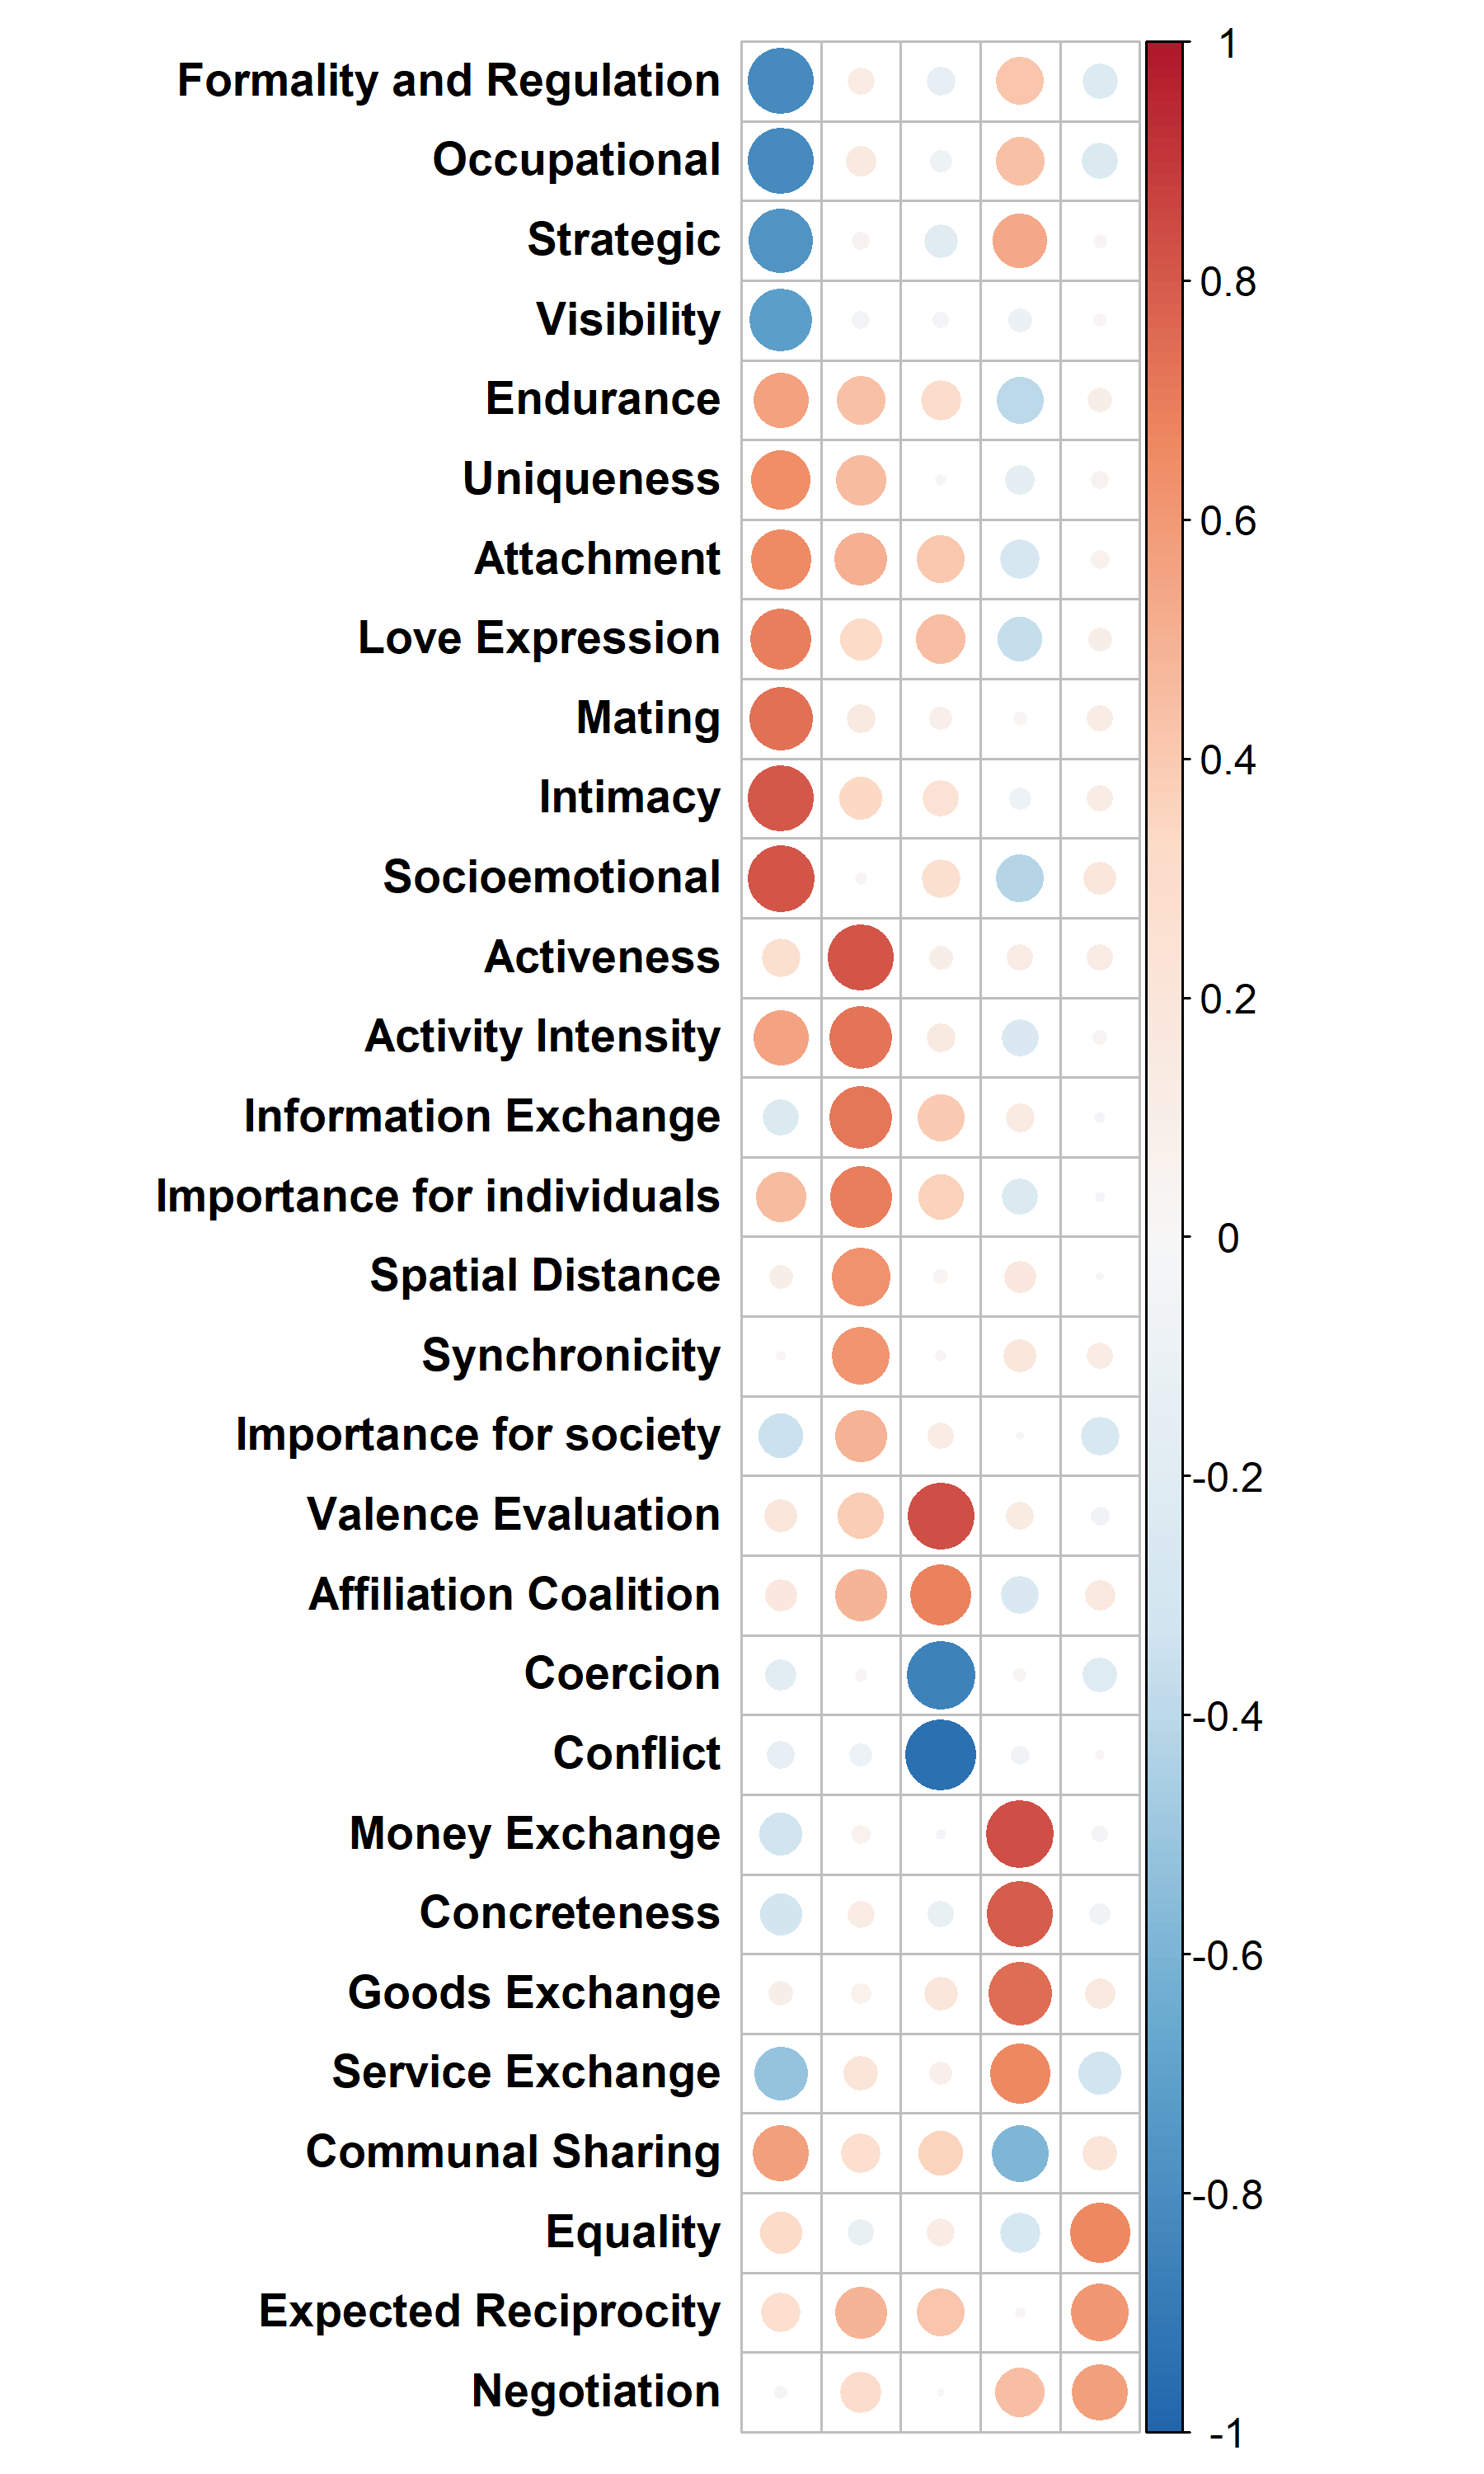 Formality and Regulation
Occupational
Strategic
Visibility
Endurance
Uniqueness
Attachment
Love Expression
Mating
Intimacy
Socioemotional
Activeness
Activity Intensity
Information Exchange
Importance for individuals
Spatial Distance
Synchronicity
Importance for society
Valence Evaluation
Affiliation Coalition
Coercion
Conflict
Money Exchange
Concreteness
Goods Exchange
Service Exchange
Communal Sharing
Equality
Expected Reciprocity
Negotiation
1
0.8
0.6
0.4
0.2
0
-0.2
-0.4
-0.6
-0.8
-1